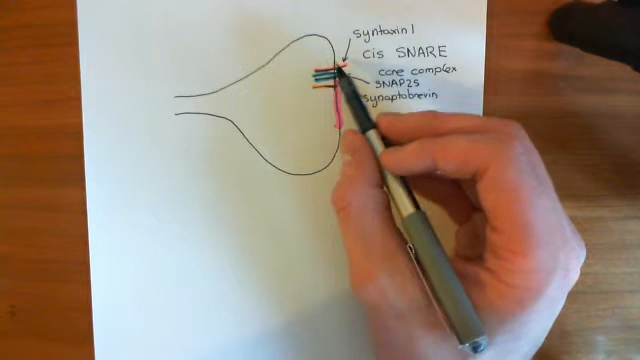 syntaxin 1
cis SNARE
core complex
SNAP25
synaptobrevin